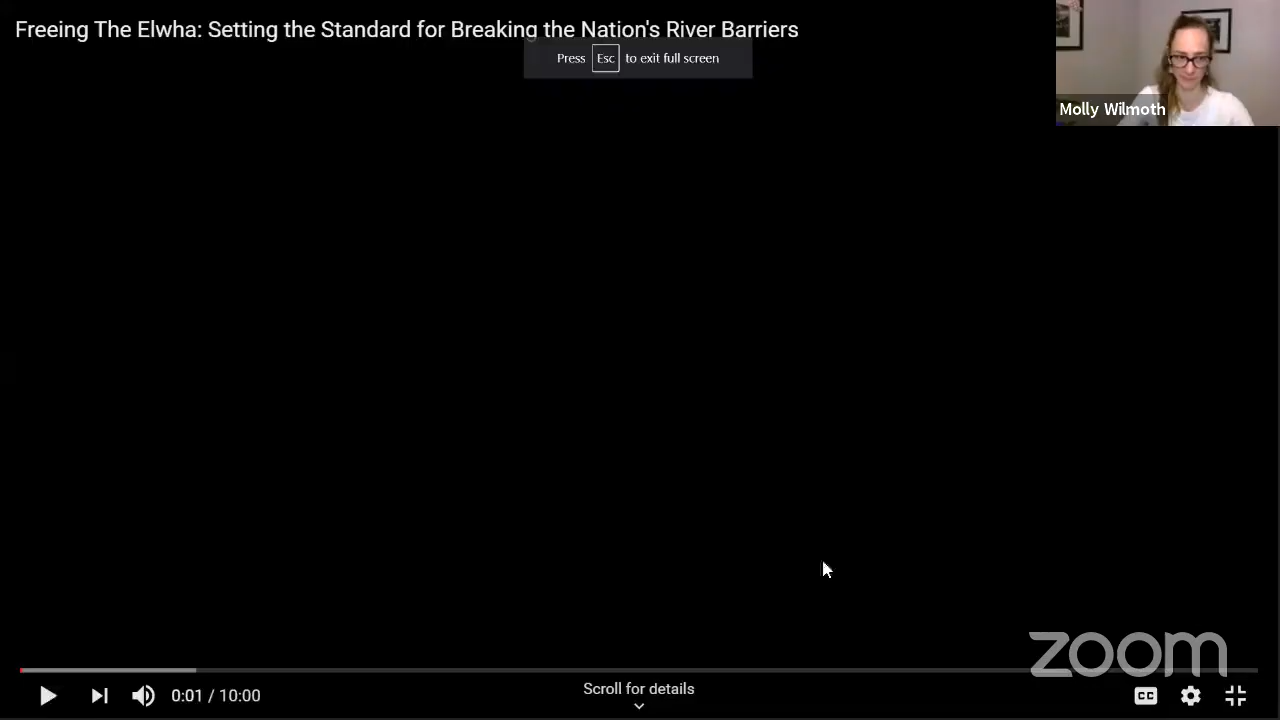 Freeing The Elwha: Setting the Standard for Breaking the Nation's River Barriers
Press Esc to exit full screen
Molly Wilmoth
zoom
0:01 / 10:00
Scroll for details
CC